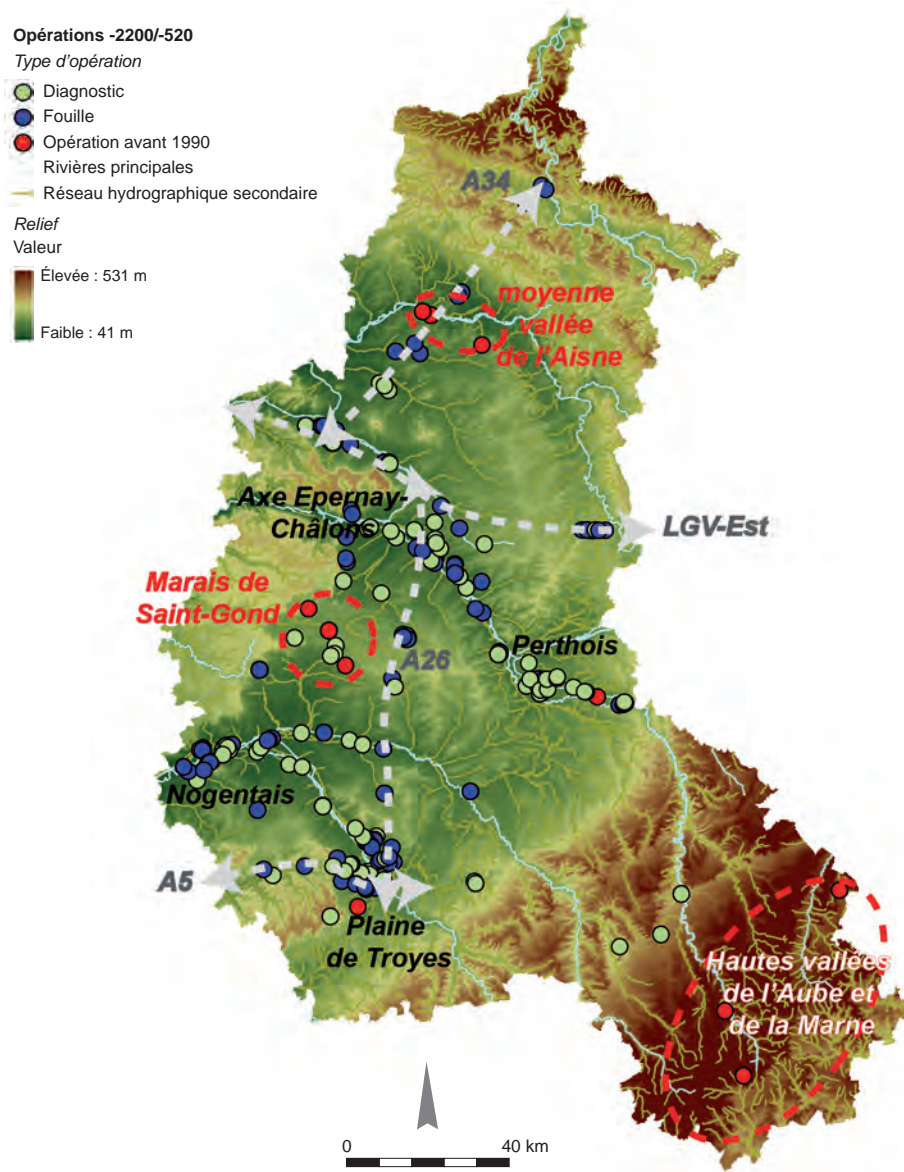 Opérations -2200/-520
Type d'opération
Diagnostic
Fouille
Opération avant 1990
Rivières principales
Réseau hydrographique secondaire
Relief
Valeur
Élevée : 531 m
Faible : 41 m
A34
moyenne
vallée
de l'Aisne
Axe Epernay-
Châlons
LGV-Est
Marais de
Saint-Gond
Perthois
A26
Nogentais
A5
Plaine
de Troyes
Hautes vallées
de l'Aube et
de la Marne
0 40 km